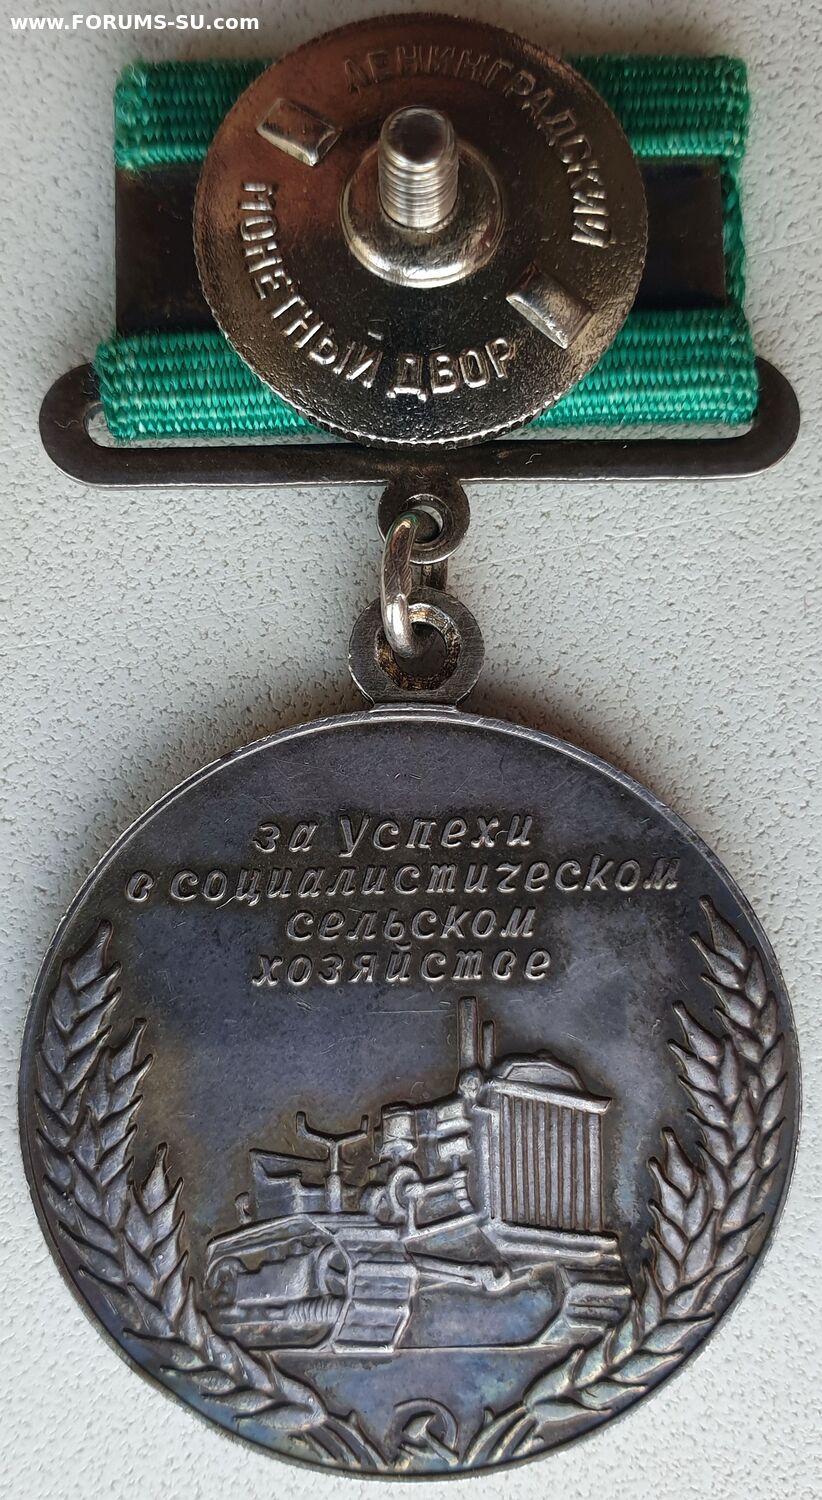 www.FORUMS-SU.com
ЛЕНИНГРАДСКИЙ
МОНЕТНЫЙ ДВОР
за успехи
в социалистическом
сельском
хозяйстве